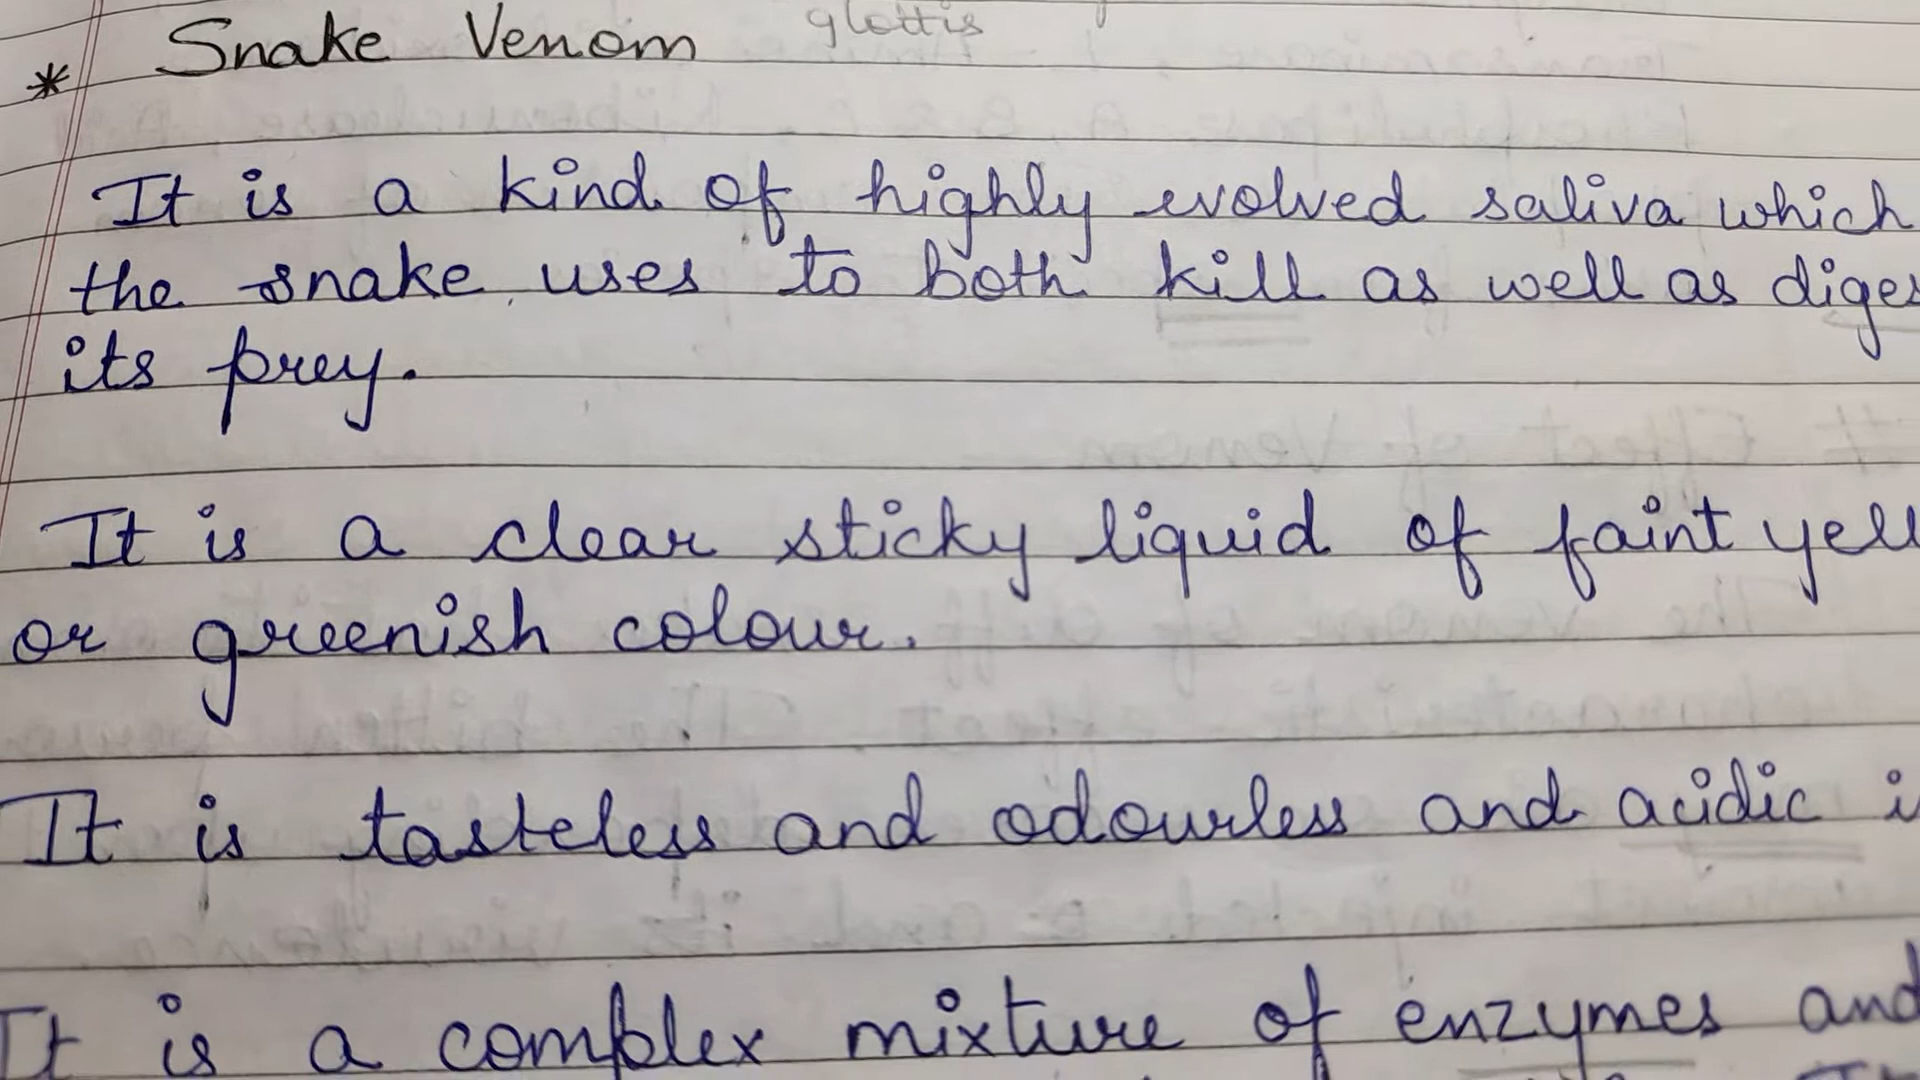 glottis
* Snake Venom
It is a kind of highly evolved saliva which
the snake uses to both kill as well as diges
its prey.
It is a clear sticky liquid of faint yell
or greenish colour.
It is tasteless and odourless and acidic i
It is a complex mixture of enzymes and